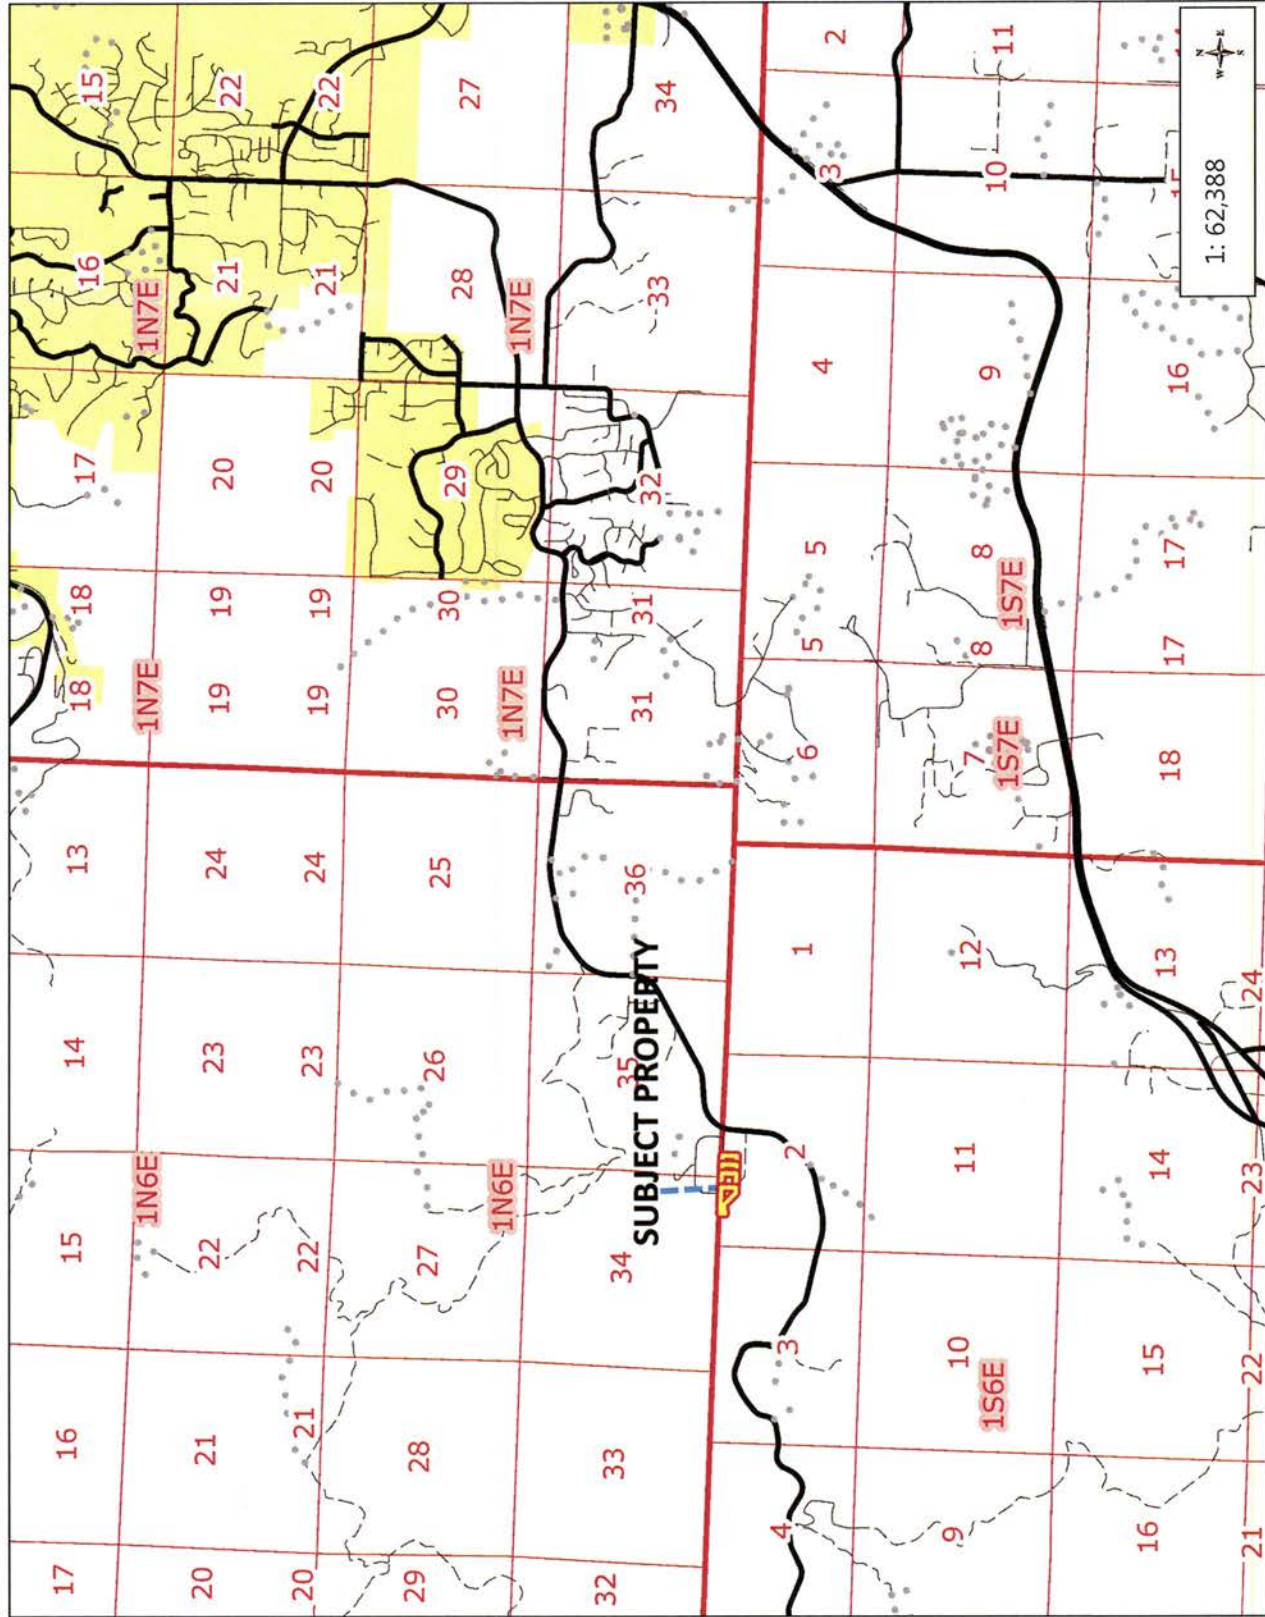 17 16 15 14 13 18 18 17 16 15
1N6E 1N7E 1N7E
20 21 22 23 24 19 19 20 21 22
20 21 22 23 24 19 19 20 21 22
29 28 27 26 25 30 30 29 28 27
1N6E 1N7E 1N7E
32 33 34 35 36 31 31 32 33 34
SUBJECT PROPERTY
4 3 2 1 6 5 5 4 3 2
9 10 11 12 7 8 8 9 10 11
1S6E 1S7E 1S7E
16 15 14 13 18 17 17 16
21 22 23 24
N
W E
S
1: 62,388